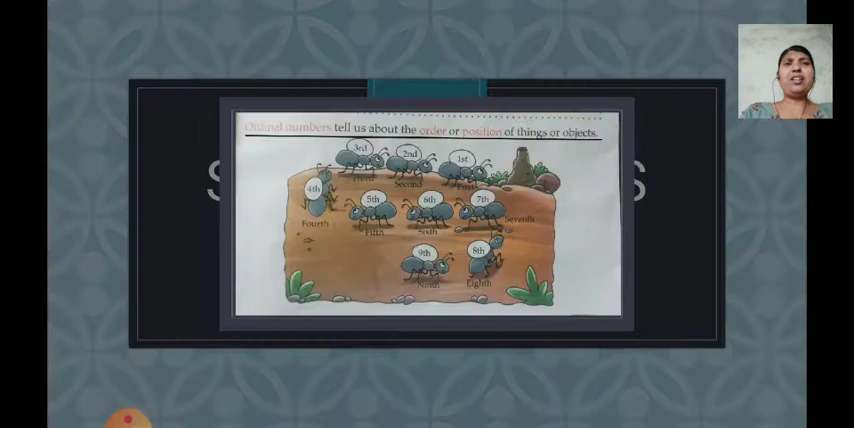 Ordinal numbers tell us about the order or position of things or objects.
3rd 2nd 1st
Third Second First
4th 5th 6th 7th
Fourth Fifth Sixth Seventh
9th 8th
Ninth Eighth
S S